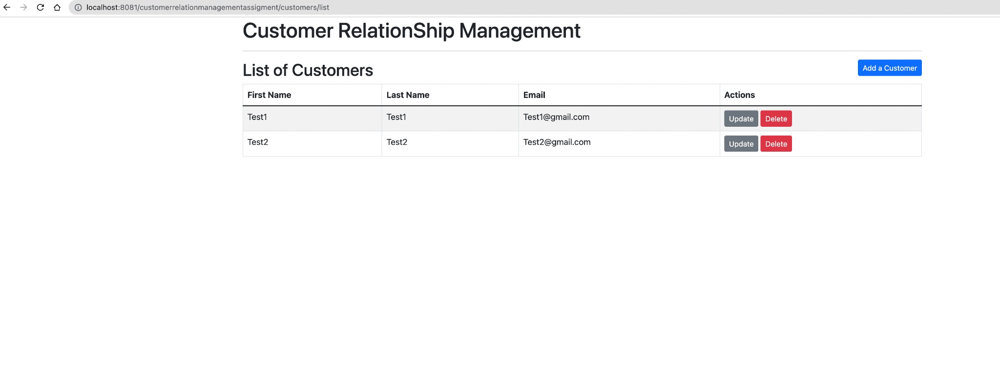 localhost:8081/customerrelationmanagementassigment/customers/list
Customer RelationShip Management
List of Customers
Add a Customer
First Name Last Name Email Actions
Test1 Test1 Test1@gmail.com Update Delete
Test2 Test2 Test2@gmail.com Update Delete